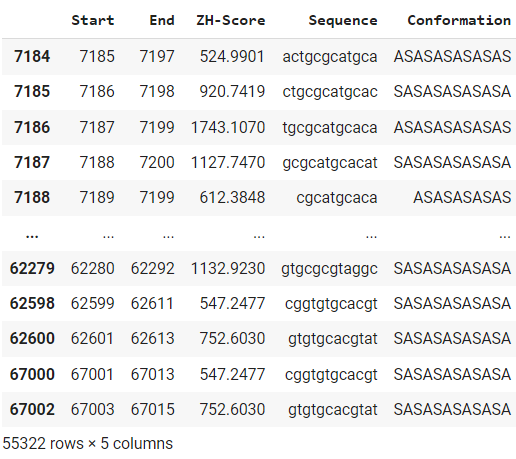 Start End ZH-Score Sequence Conformation
7184 7185 7197 524.9901 actgcgcatgca ASASASASASAS
7185 7186 7198 920.7419 ctgcgcatgcac SASASASASASA
7186 7187 7199 1743.1070 tgcgcatgcaca ASASASASASAS
7187 7188 7200 1127.7470 gcgcatgcacat SASASASASASA
7188 7189 7199 612.3848 cgcatgcaca ASASASASAS
... ... ... ... ... ...
62279 62280 62292 1132.9230 gtgcgcgtaggc SASASASASASA
62598 62599 62611 547.2477 cggtgtgcacgt SASASASASASA
62600 62601 62613 752.6030 gtgtgcacgtat SASASASASASA
67000 67001 67013 547.2477 cggtgtgcacgt SASASASASASA
67002 67003 67015 752.6030 gtgtgcacgtat SASASASASASA
55322 rows × 5 columns